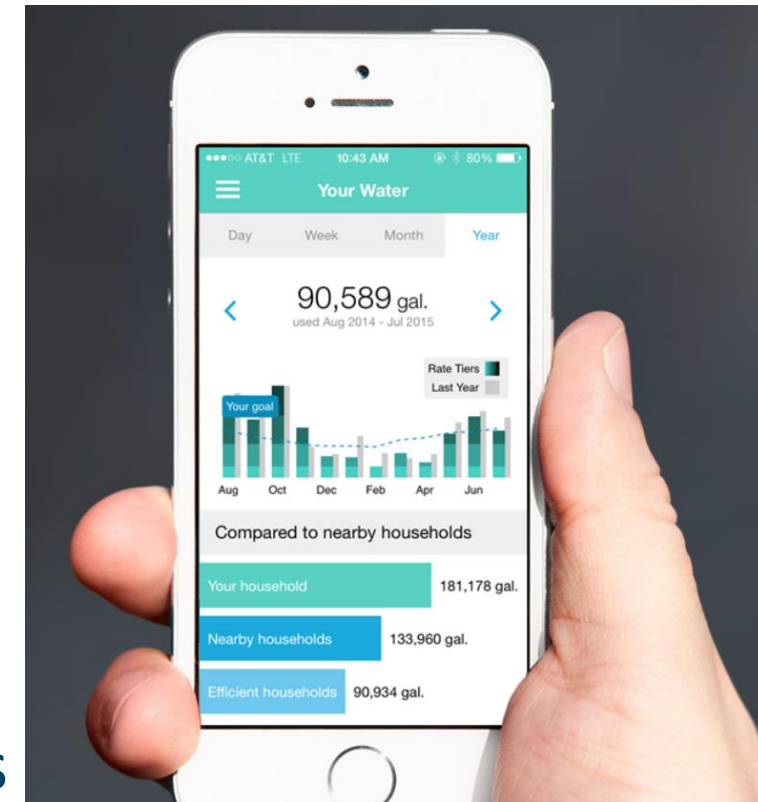 AT&T LTE 10:43 AM 80%
Your Water
Day Week Month Year
90,589 gal.
used Aug 2014 - Jul 2015
Rate Tiers
Last Year
Your goal
Aug Oct Dec Feb Apr Jun
Compared to nearby households
Your household 181,178 gal.
Nearby households 133,960 gal.
Efficient households 90,934 gal.
s